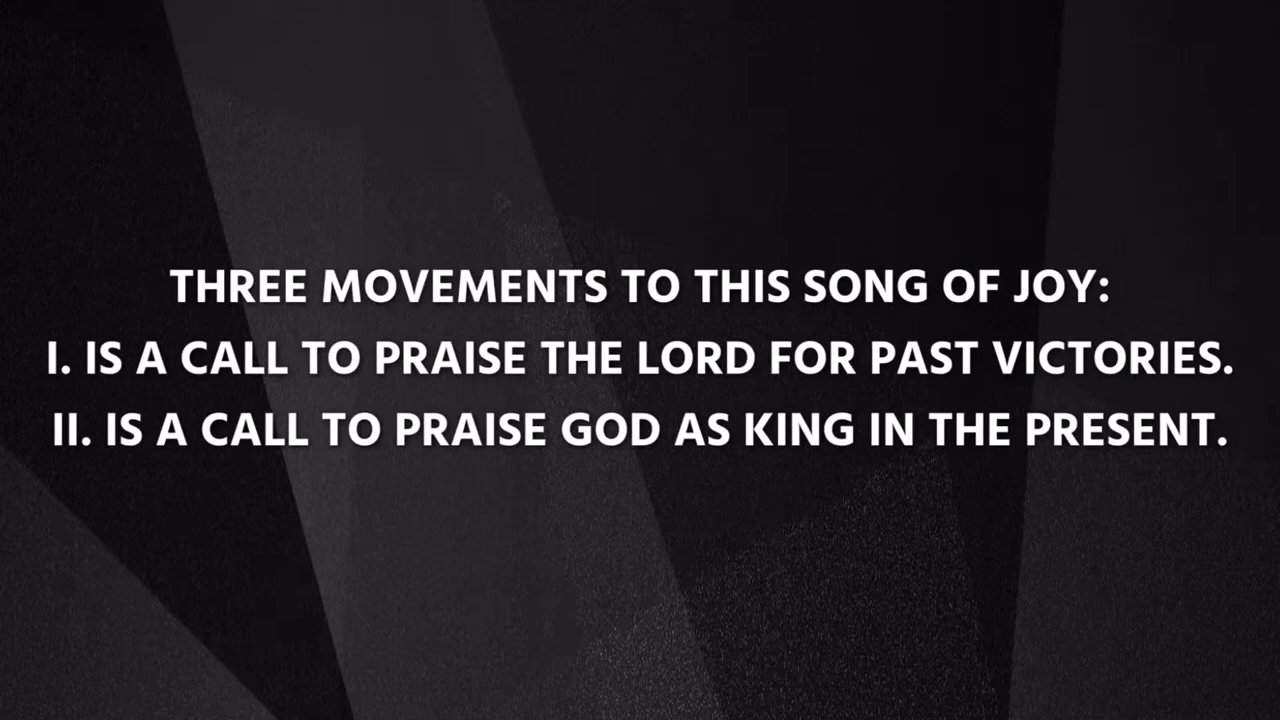 THREE MOVEMENTS TO THIS SONG OF JOY:
I. IS A CALL TO PRAISE THE LORD FOR PAST VICTORIES.
II. IS A CALL TO PRAISE GOD AS KING IN THE PRESENT.